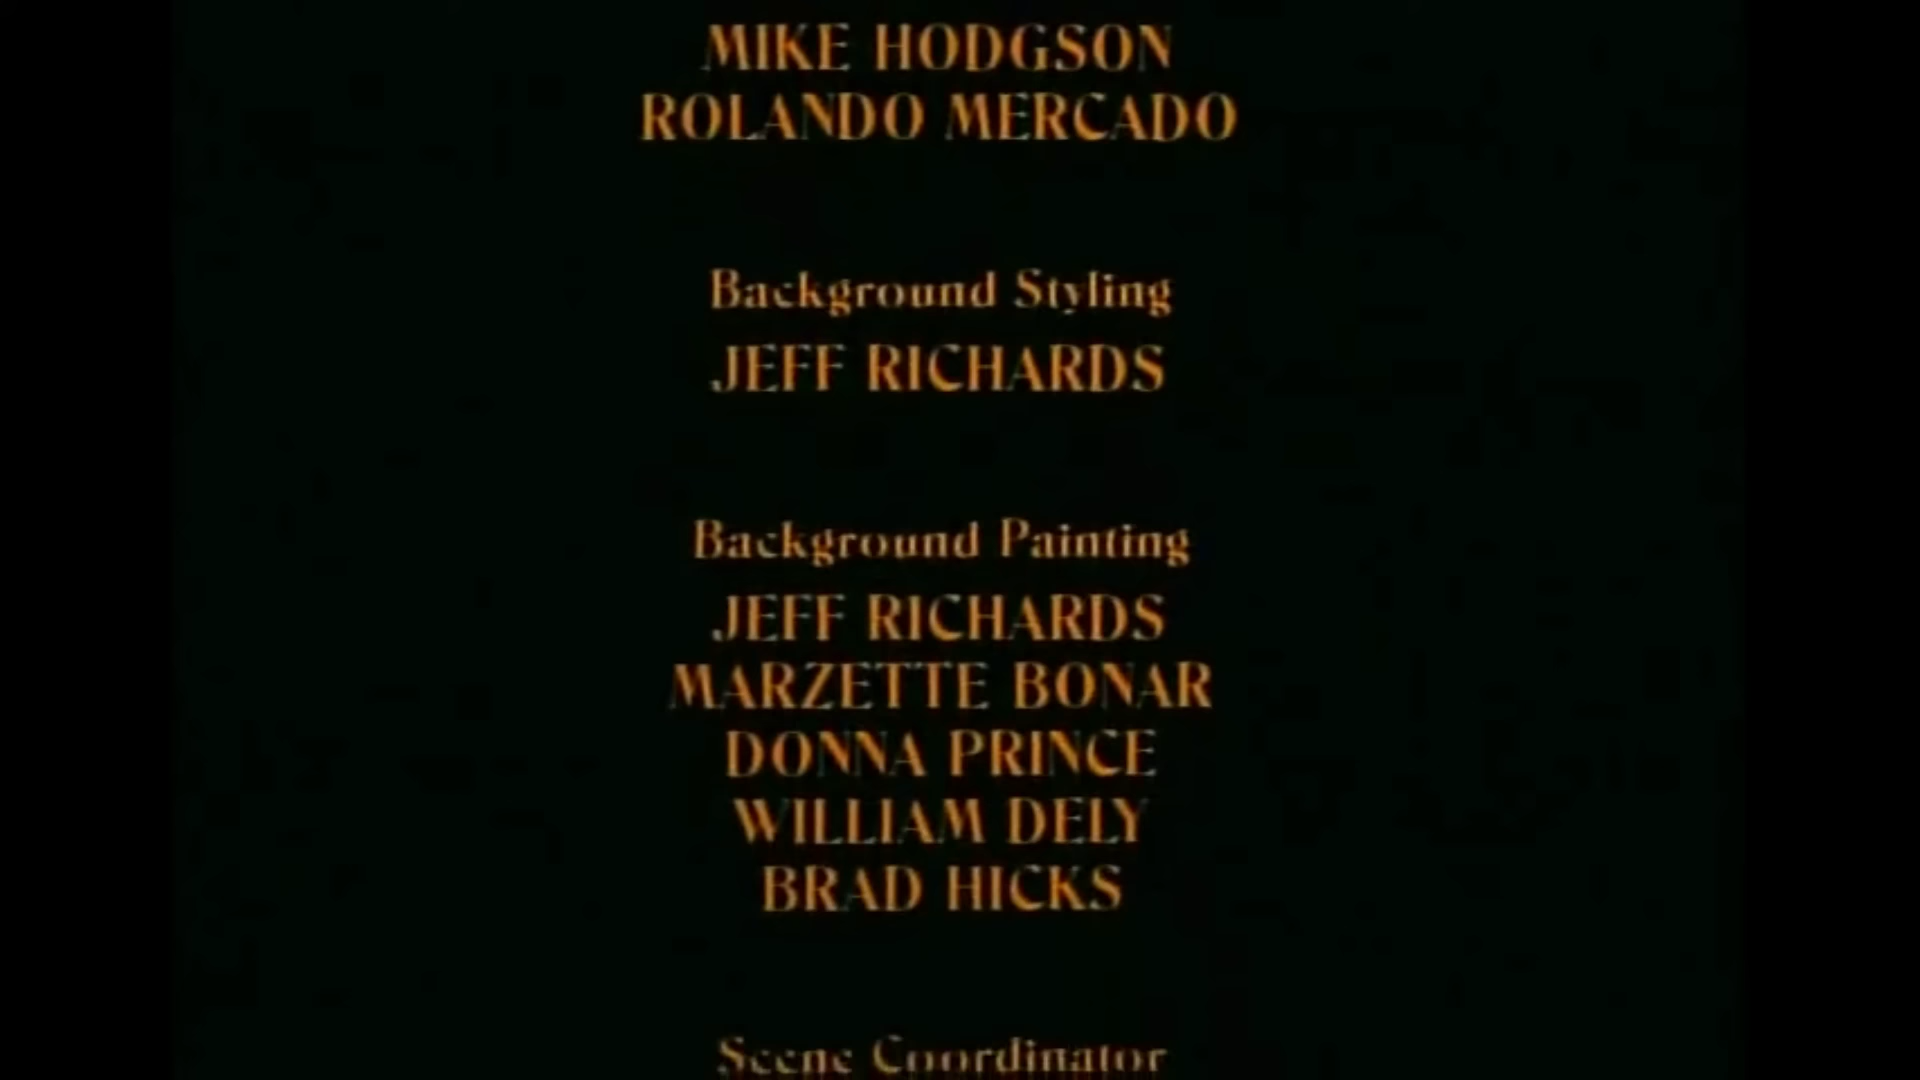 MIKE HODGSON
ROLANDO MERCADO
Background Styling
JEFF RICHARDS
Background Painting
JEFF RICHARDS
MARZETTE BONAR
DONNA PRINCE
WILLIAM DELY
BRAD HICKS
Scene Coordinator